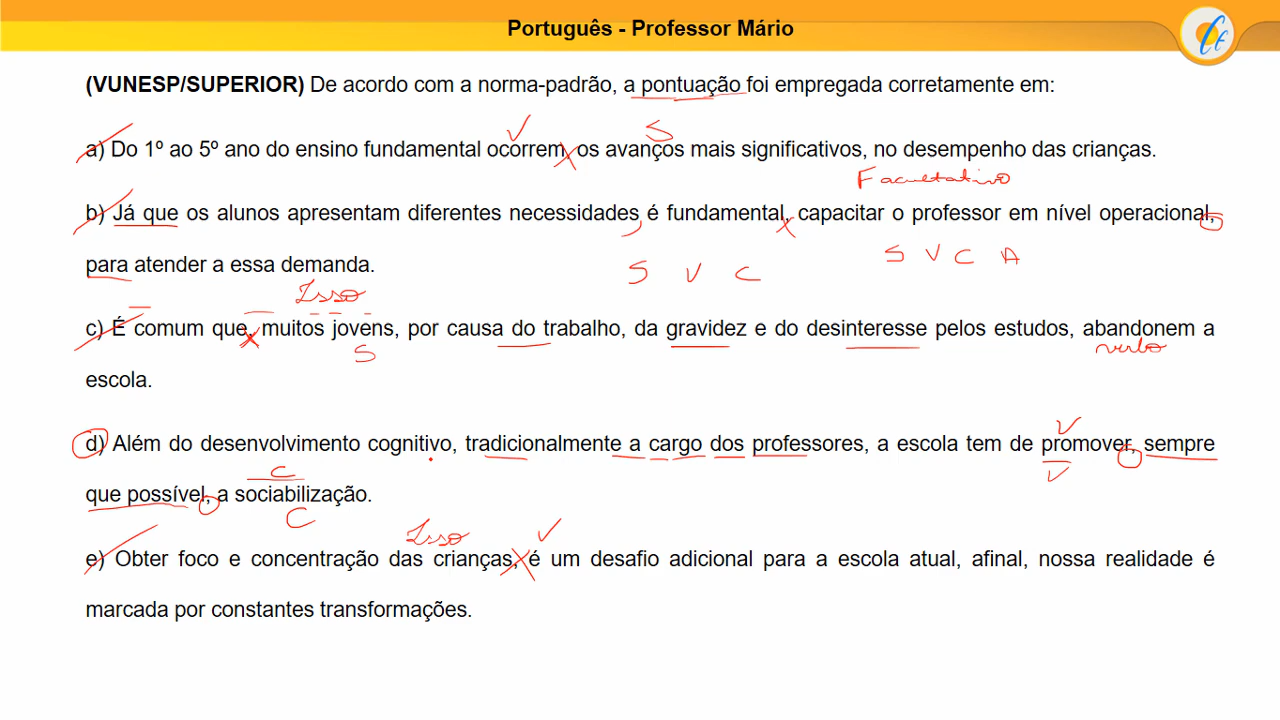 Português - Professor Mário
(VUNESP/SUPERIOR) De acordo com a norma-padrão, a pontuação foi empregada corretamente em:
V S
a) Do 1º ao 5º ano do ensino fundamental ocorrem os avanços mais significativos, no desempenho das crianças.
Facultativo
b) Já que os alunos apresentam diferentes necessidades, é fundamental, capacitar o professor em nível operacional,
S V C A
para atender a essa demanda.
S V C
Isso
c) É comum que, muitos jovens, por causa do trabalho, da gravidez e do desinteresse pelos estudos, abandonem a
S verbo
escola.
V
d) Além do desenvolvimento cognitivo, tradicionalmente a cargo dos professores, a escola tem de promover, sempre
C V
que possível, a sociabilização.
C
Isso V
e) Obter foco e concentração das crianças, é um desafio adicional para a escola atual, afinal, nossa realidade é
marcada por constantes transformações.